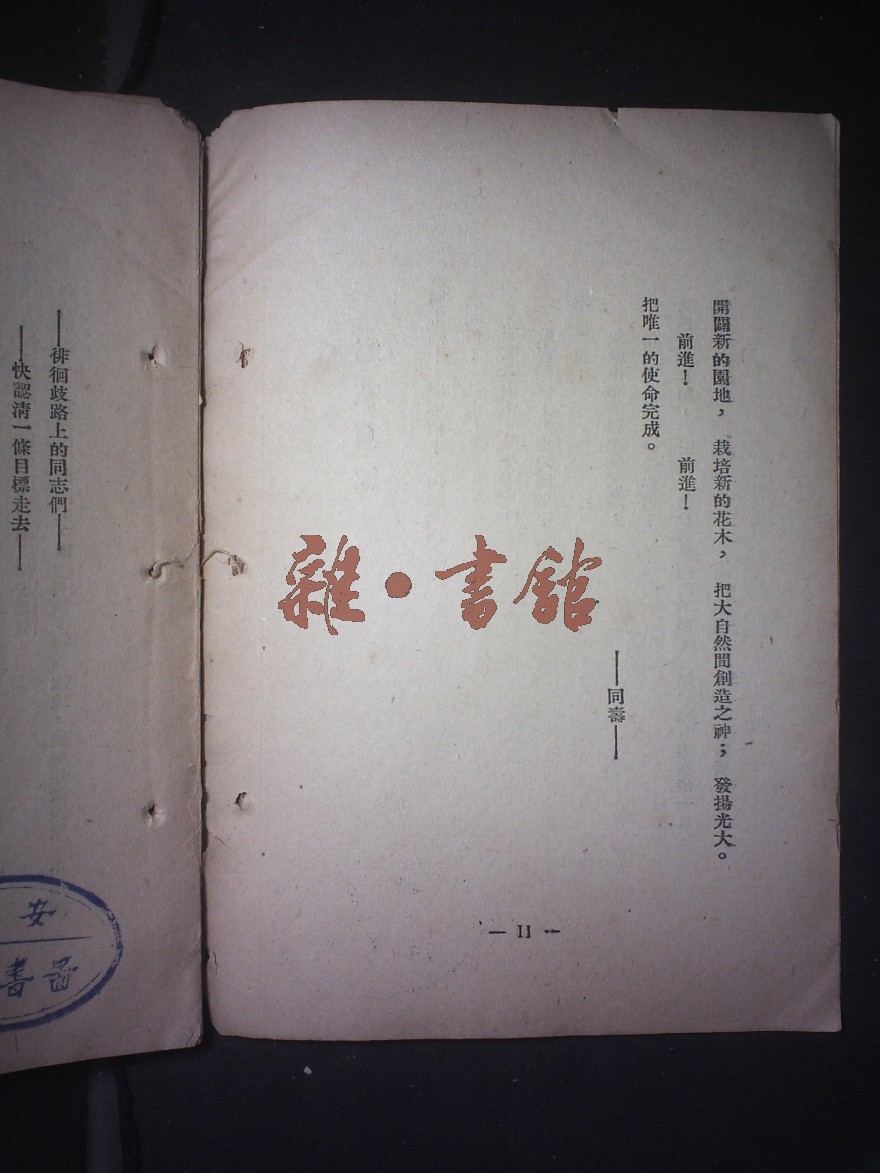 開闢新的園地， 栽培新的花木， 把大自然間創造之神； 發揚光大。
前進！ 前進！
把唯一的使命完成。
——同壽——
— 11 —
雜·書館
——徘徊歧路上的同志們——
——快認清一條目標走去——
安
圖書